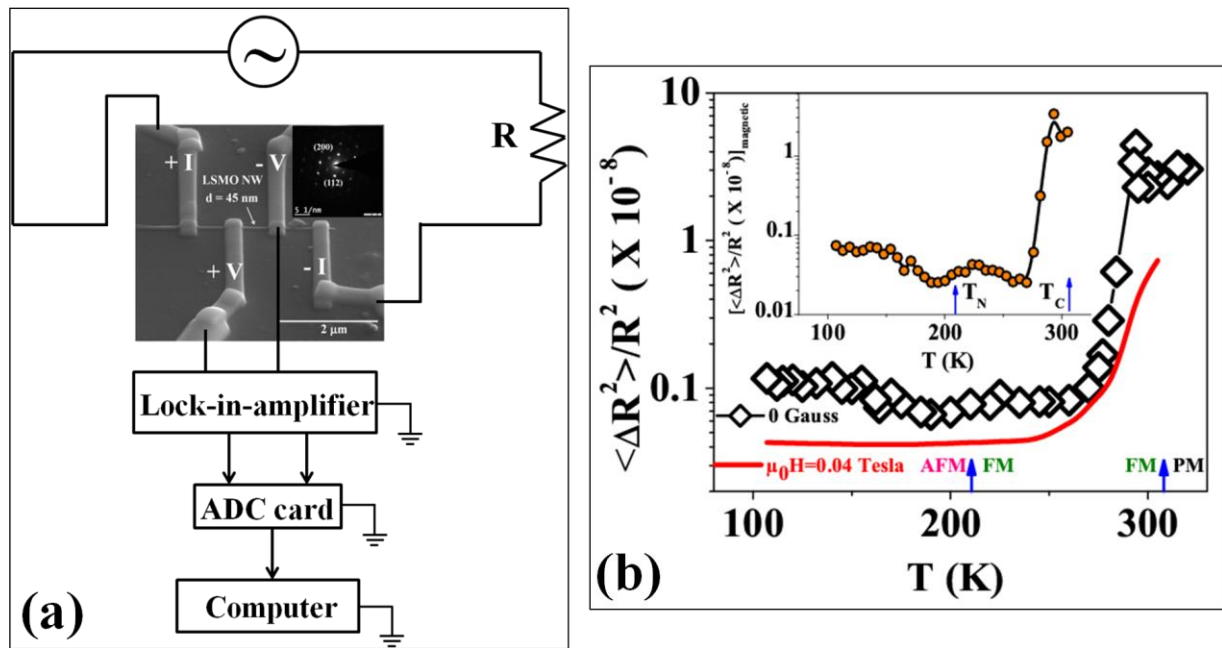 ~
R
+ I
- V
(200)
(112)
5 1/nm
LSMO NW
d = 45 nm
+ V
- I
2 µm
Lock-in-amplifier
ADC card
Computer
(a)
<ΔR²>/R² ( X 10⁻⁸)
10
1
0.1
[<ΔR²>/R² ( X 10⁻⁸)]magnetic
1
0.1
0.01
T_N
T_C
100
200
300
T (K)
0 Gauss
µ₀H=0.04 Tesla
AFM
FM
FM
PM
100
200
300
T (K)
(b)